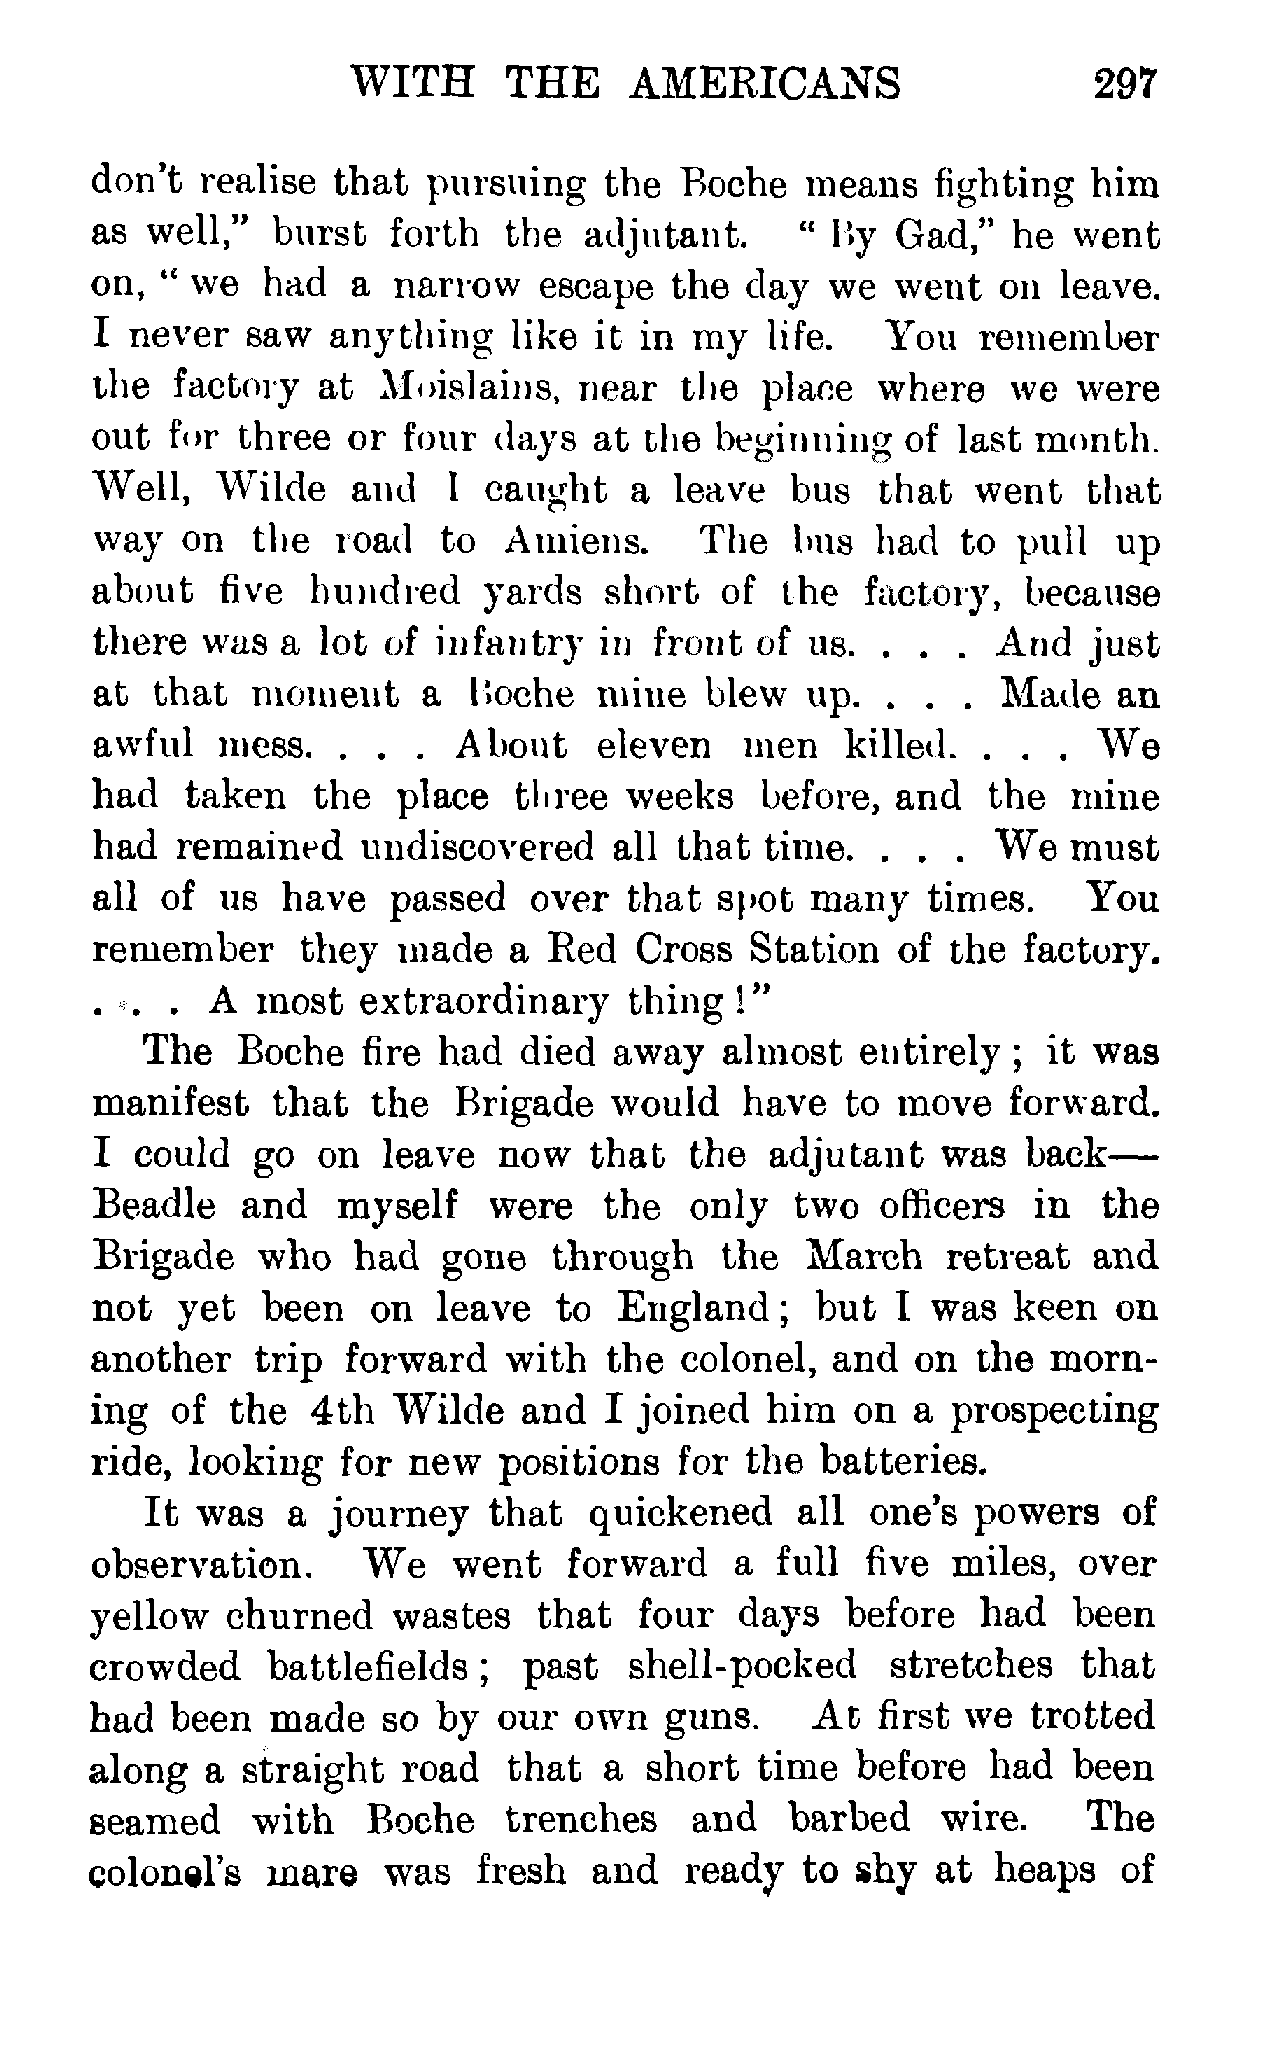 WITH THE AMERICANS 297
don't realise that pursuing the Boche means fighting him
as well," burst forth the adjutant. " By Gad," he went
on, " we had a narrow escape the day we went on leave.
I never saw anything like it in my life. You remember
the factory at Moislains, near the place where we were
out for three or four days at the beginning of last month.
Well, Wilde and I caught a leave bus that went that
way on the road to Amiens. The bus had to pull up
about five hundred yards short of the factory, because
there was a lot of infantry in front of us. . . . And just
at that moment a Boche mine blew up. . . . Made an
awful mess. . . . About eleven men killed. . . . We
had taken the place three weeks before, and the mine
had remained undiscovered all that time. . . . We must
all of us have passed over that spot many times. You
remember they made a Red Cross Station of the factory.
. . . A most extraordinary thing !"
The Boche fire had died away almost entirely ; it was
manifest that the Brigade would have to move forward.
I could go on leave now that the adjutant was back—
Beadle and myself were the only two officers in the
Brigade who had gone through the March retreat and
not yet been on leave to England ; but I was keen on
another trip forward with the colonel, and on the morn-
ing of the 4th Wilde and I joined him on a prospecting
ride, looking for new positions for the batteries.
It was a journey that quickened all one's powers of
observation. We went forward a full five miles, over
yellow churned wastes that four days before had been
crowded battlefields ; past shell-pocked stretches that
had been made so by our own guns. At first we trotted
along a straight road that a short time before had been
seamed with Boche trenches and barbed wire. The
colonel's mare was fresh and ready to shy at heaps of